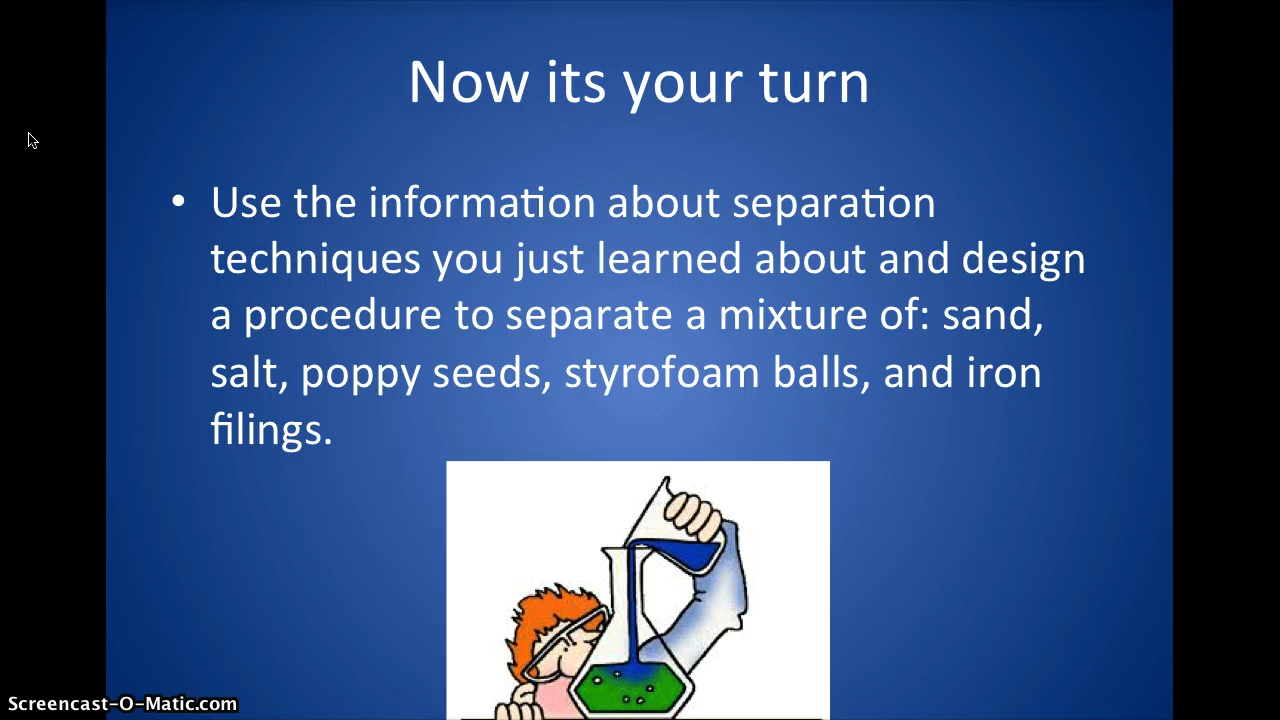 Now its your turn
• Use the information about separation
techniques you just learned about and design
a procedure to separate a mixture of: sand,
salt, poppy seeds, styrofoam balls, and iron
filings.
Screencast-O-Matic.com